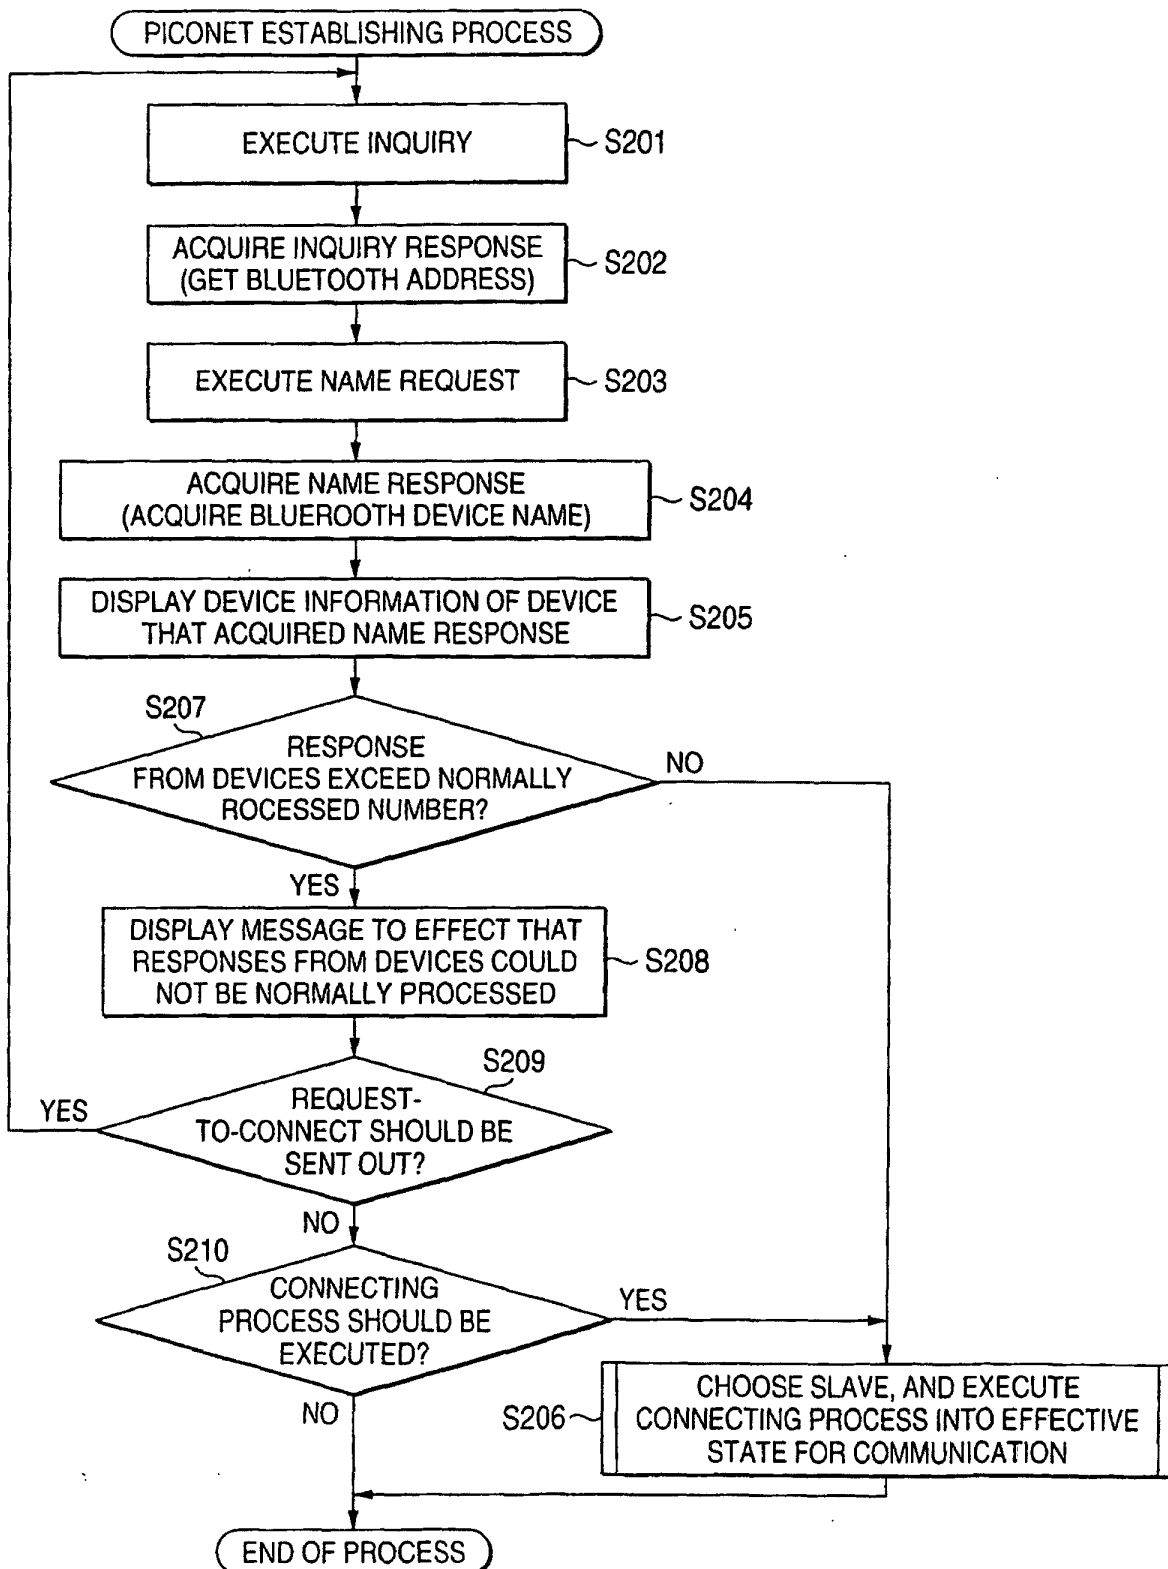 PICONET ESTABLISHING PROCESS
EXECUTE INQUIRY
S201
ACQUIRE INQUIRY RESPONSE
(GET BLUETOOTH ADDRESS)
S202
EXECUTE NAME REQUEST
S203
ACQUIRE NAME RESPONSE
(ACQUIRE BLUEROOTH DEVICE NAME)
S204
DISPLAY DEVICE INFORMATION OF DEVICE
THAT ACQUIRED NAME RESPONSE
S205
S207
RESPONSE
FROM DEVICES EXCEED NORMALLY
ROCESSED NUMBER?
NO
YES
DISPLAY MESSAGE TO EFFECT THAT
RESPONSES FROM DEVICES COULD
NOT BE NORMALLY PROCESSED
S208
S209
YES
REQUEST-
TO-CONNECT SHOULD BE
SENT OUT?
NO
S210
CONNECTING
PROCESS SHOULD BE
EXECUTED?
YES
NO
S206
CHOOSE SLAVE, AND EXECUTE
CONNECTING PROCESS INTO EFFECTIVE
STATE FOR COMMUNICATION
END OF PROCESS